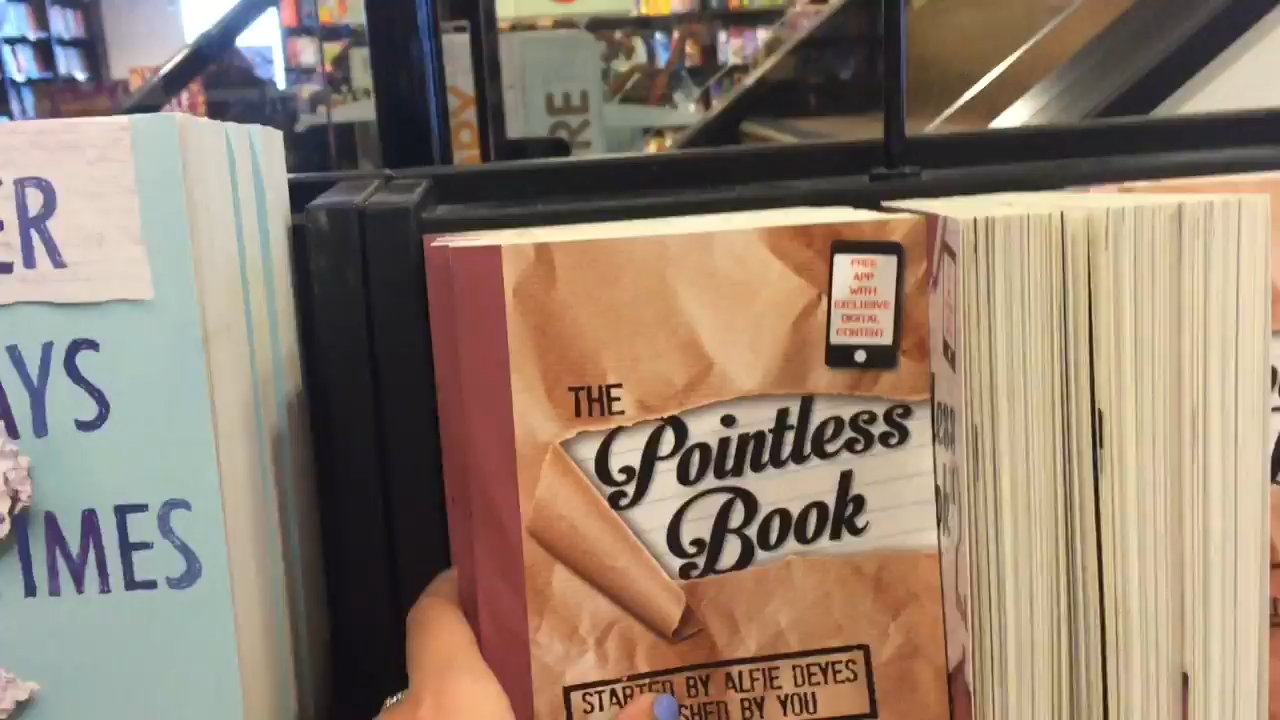 RE
ER
AYS
IMES
FREE
APP
WITH
EXCLUSIVE
DIGITAL
CONTENT
THE
Pointless
Book
STARTED BY ALFIE DEYES
SHED BY YOU